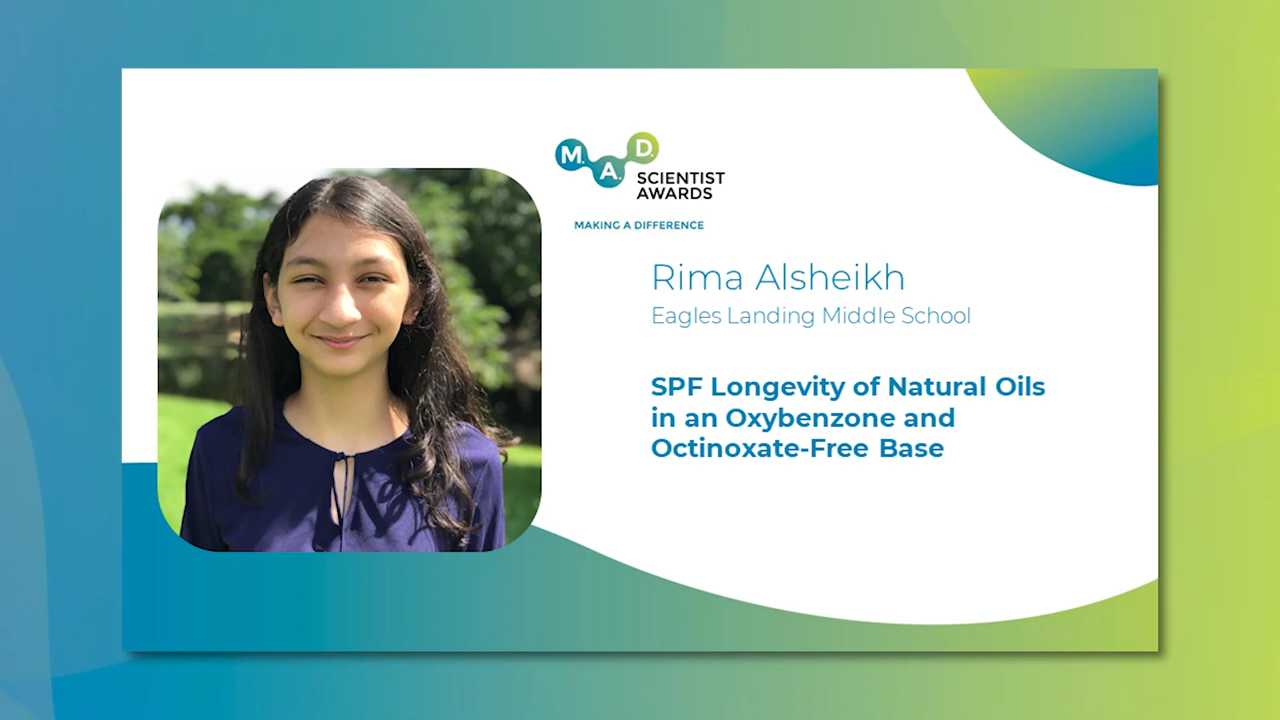 M. A. D.
SCIENTIST
AWARDS
MAKING A DIFFERENCE
Rima Alsheikh
Eagles Landing Middle School
SPF Longevity of Natural Oils
in an Oxybenzone and
Octinoxate-Free Base